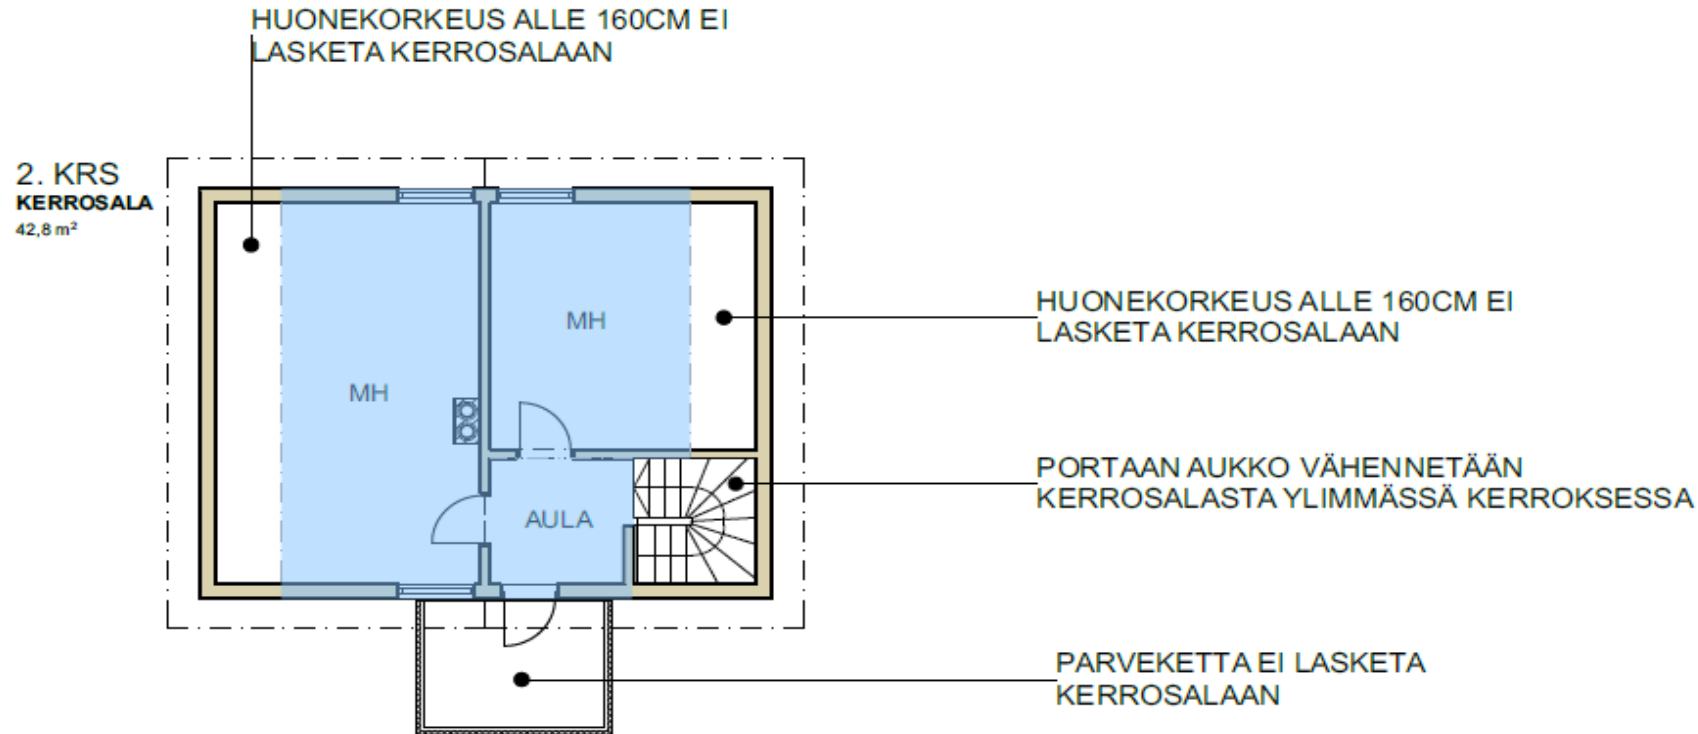 HUONEKORKEUS ALLE 160CM EI
LASKETA KERROSALAAN
2. KRS
KERROSALA
42,8 m²
HUONEKORKEUS ALLE 160CM EI
LASKETA KERROSALAAN
MH
MH
PORTAAN AUKKO VÄHENNETÄÄN
KERROSALASTA YLIMMÄSSÄ KERROKSESSA
AULA
PARVEKETTA EI LASKETA
KERROSALAAN